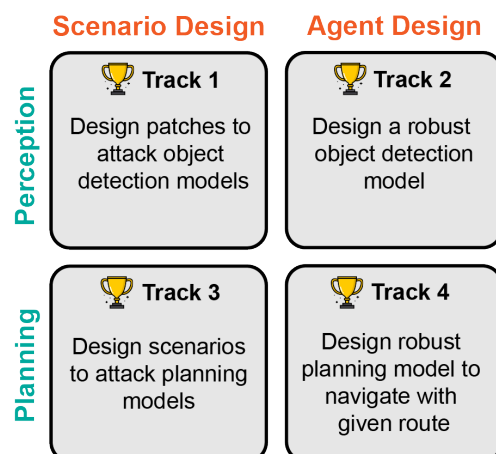 Scenario Design
Agent Design
Perception
Track 1
Design patches to
attack object
detection models
Track 2
Design a robust
object detection
model
Planning
Track 3
Design scenarios
to attack planning
models
Track 4
Design robust
planning model to
navigate with
given route